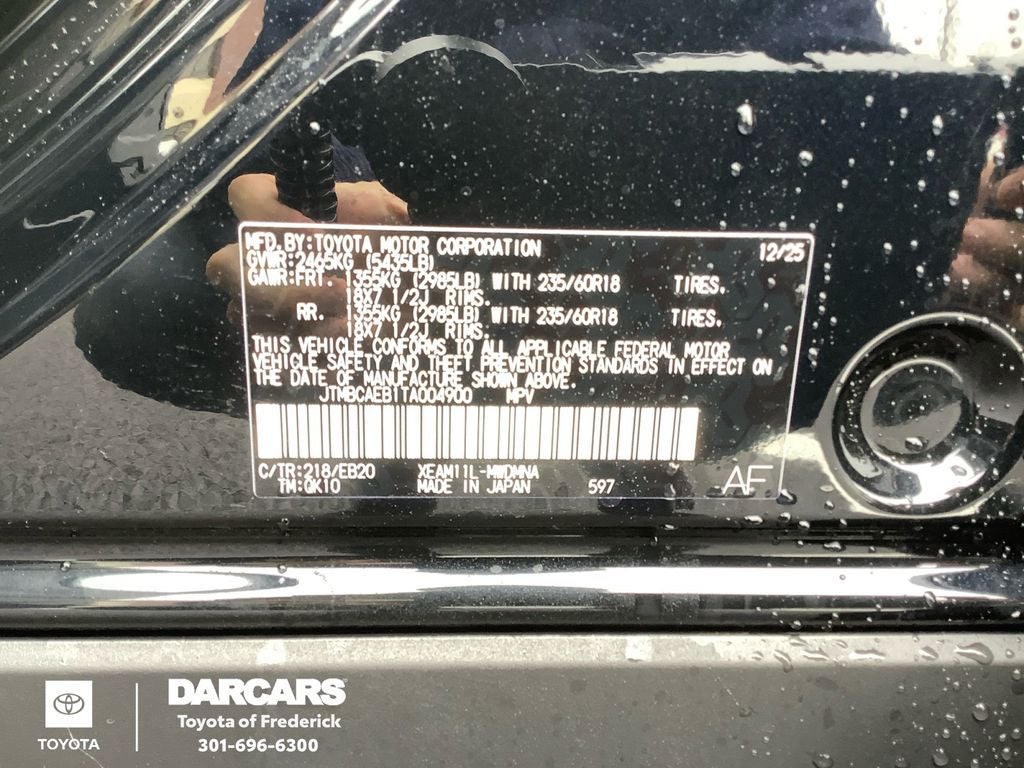 MFD.BY:TOYOTA MOTOR CORPORATION 12/25
GVWR:2465KG (5435LB)
GAWR:FRT. 1355KG (2985LB) WITH 235/60R18 TIRES.
18X7 1/2J RIMS.
RR. 1355KG (2985LB) WITH 235/60R18 TIRES.
18X7 1/2J RIMS.
THIS VEHICLE CONFORMS TO ALL APPLICABLE FEDERAL MOTOR
VEHICLE SAFETY AND THEFT PREVENTION STANDARDS IN EFFECT ON
THE DATE OF MANUFACTURE SHOWN ABOVE.
JTMBCAEB1TA004900 MPV
C/TR:218/EB20 XEAM11L-MWDMNA
TM:QK10 MADE IN JAPAN 597 AF
TOYOTA
DARCARS
Toyota of Frederick
301-696-6300